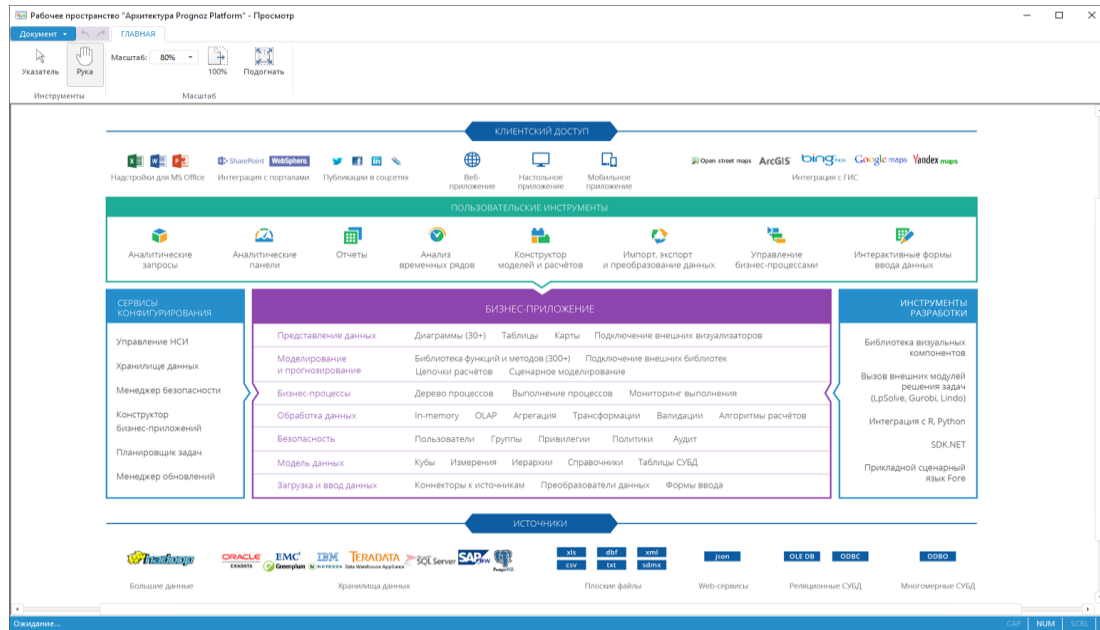 Рабочее пространство "Архитектура Prognoz Platform" - Просмотр
Документ
ГЛАВНАЯ
Указатель
Рука
Масштаб: 80%
100%
Подогнать
Инструменты
Масштаб
КЛИЕНТСКИЙ ДОСТУП
SharePoint WebSphere
Open street maps ArcGIS bing maps Google maps Yandex maps
Надстройки для MS Office
Интеграция с порталами
Публикации в соцсетях
Веб-
приложение
Настольное
приложение
Мобильное
приложение
Интеграция с ГИС
ПОЛЬЗОВАТЕЛЬСКИЕ ИНСТРУМЕНТЫ
Аналитические
запросы
Аналитические
панели
Отчеты
Анализ
временных рядов
Конструктор
моделей и расчётов
Импорт, экспорт
и преобразование данных
Управление
бизнес-процессами
Интерактивные формы
ввода данных
СЕРВИСЫ
КОНФИГУРИРОВАНИЯ
Управление НСИ
Хранилище данных
Менеджер безопасности
Конструктор
бизнес-приложений
Планировщик задач
Менеджер обновлений
БИЗНЕС-ПРИЛОЖЕНИЕ
Представление данных Диаграммы (30+) Таблицы Карты Подключение внешних визуализаторов
Моделирование
и прогнозирование
Библиотека функций и методов (300+) Подключение внешних библиотек
Цепочки расчётов Сценарное моделирование
Бизнес-процессы Дерево процессов Выполнение процессов Мониторинг выполнения
Обработка данных In-memory OLAP Агрегация Трансформации Валидации Алгоритмы расчётов
Безопасность Пользователи Группы Привилегии Политики Аудит
Модель данных Кубы Измерения Иерархии Справочники Таблицы СУБД
Загрузка и ввод данных Коннекторы к источникам Преобразователи данных Формы ввода
ИНСТРУМЕНТЫ
РАЗРАБОТКИ
Библиотека визуальных
компонентов
Вызов внешних модулей
решения задач
(LpSolve, Gurobi, Lindo)
Интеграция с R, Python
SDK.NET
Прикладной сценарный
язык Fore
ИСТОЧНИКИ
hadoop
ORACLE
EXADATA
EMC²
Greenplum
IBM
NETEZZA
TERADATA
Data Warehouse Appliance
SQL Server
SAP BW
PostgreSQL
xls dbf xml
csv txt sdmx
json
OLE DB ODBC
ODBO
Большие данные
Хранилища данных
Плоские файлы
Web-сервисы
Реляционные СУБД
Многомерные СУБД
Ожидание...
CAP NUM SCRL